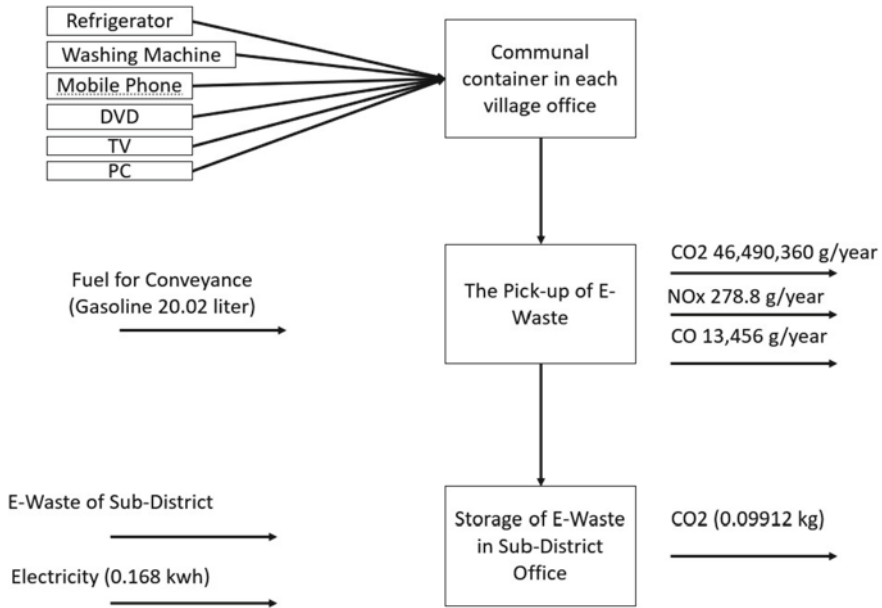 Refrigerator
Washing Machine
Mobile Phone
DVD
TV
PC
Communal
container in each
village office
Fuel for Conveyance
(Gasoline 20.02 liter)
The Pick-up of E-
Waste
CO2 46,490,360 g/year
NOx 278.8 g/year
CO 13,456 g/year
E-Waste of Sub-District
Electricity (0.168 kwh)
Storage of E-Waste
in Sub-District
Office
CO2 (0.09912 kg)